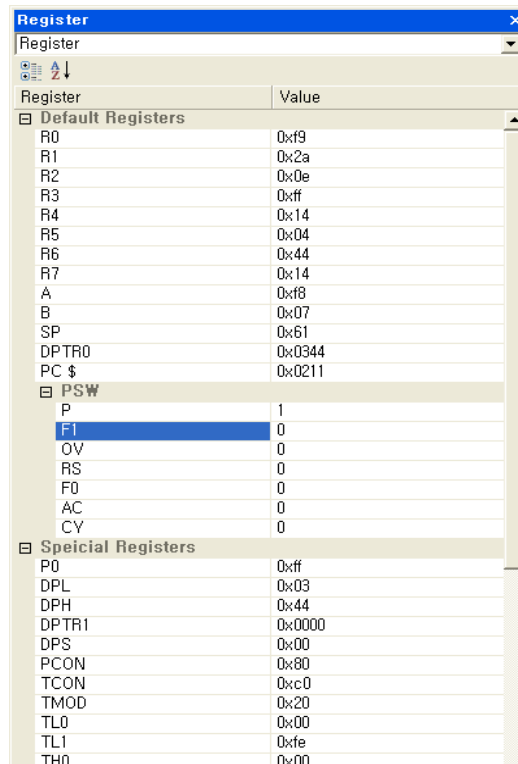 Register
Register
Register Value
Default Registers
R0 0xf9
R1 0x2a
R2 0x0e
R3 0xff
R4 0x14
R5 0x04
R6 0x44
R7 0x14
A 0xf8
B 0x07
SP 0x61
DPTR0 0x0344
PC $ 0x0211
PS₩
P 1
F1 0
OV 0
RS 0
F0 0
AC 0
CY 0
Speicial Registers
P0 0xff
DPL 0x03
DPH 0x44
DPTR1 0x0000
DPS 0x00
PCON 0x80
TCON 0xc0
TMOD 0x20
TL0 0x00
TL1 0xfe
TH0 0x00